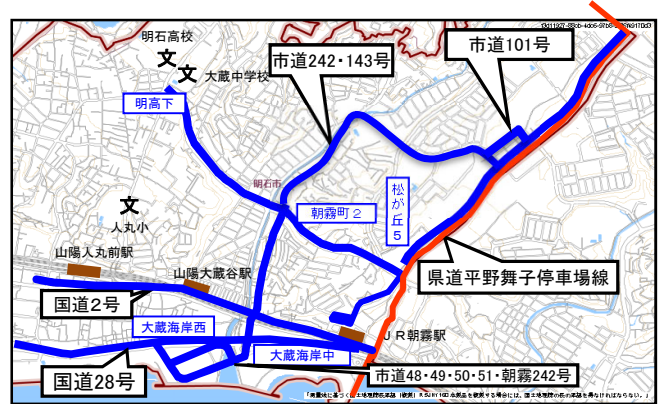 明石高校
文
文
大蔵中学校
市道242・143号
市道101号
明高下
明石市
松が丘5
朝霧町2
文
人丸小
山陽人丸前駅
山陽大蔵谷駅
県道平野舞子停車場線
国道2号
大蔵海岸西
JR朝霧駅
大蔵海岸中
国道28号
市道48・49・50・51・朝霧242号